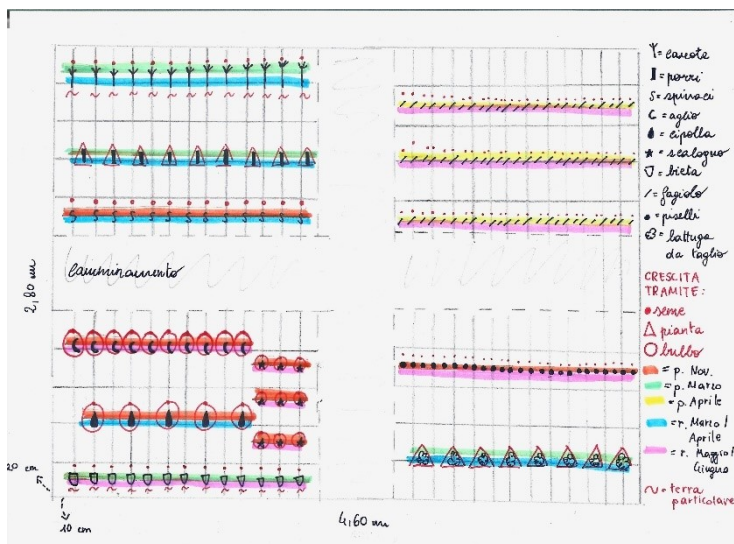 = carote
= porri
S = spinaci
C = aglio
= cipolla
= scalogno
= bieta
/ = fagiolo
= piselli
= lattuga
da taglio
CRESCITA
TRAMITE:
seme
pianta
bulbo
= p. Nov.
= p. Marzo
= p. Aprile
= r. Marzo/
Aprile
= r. Maggio/
Giugno
~ = terra
particolare
camminamento
2,80 m
cm
10 cm
4,60 m